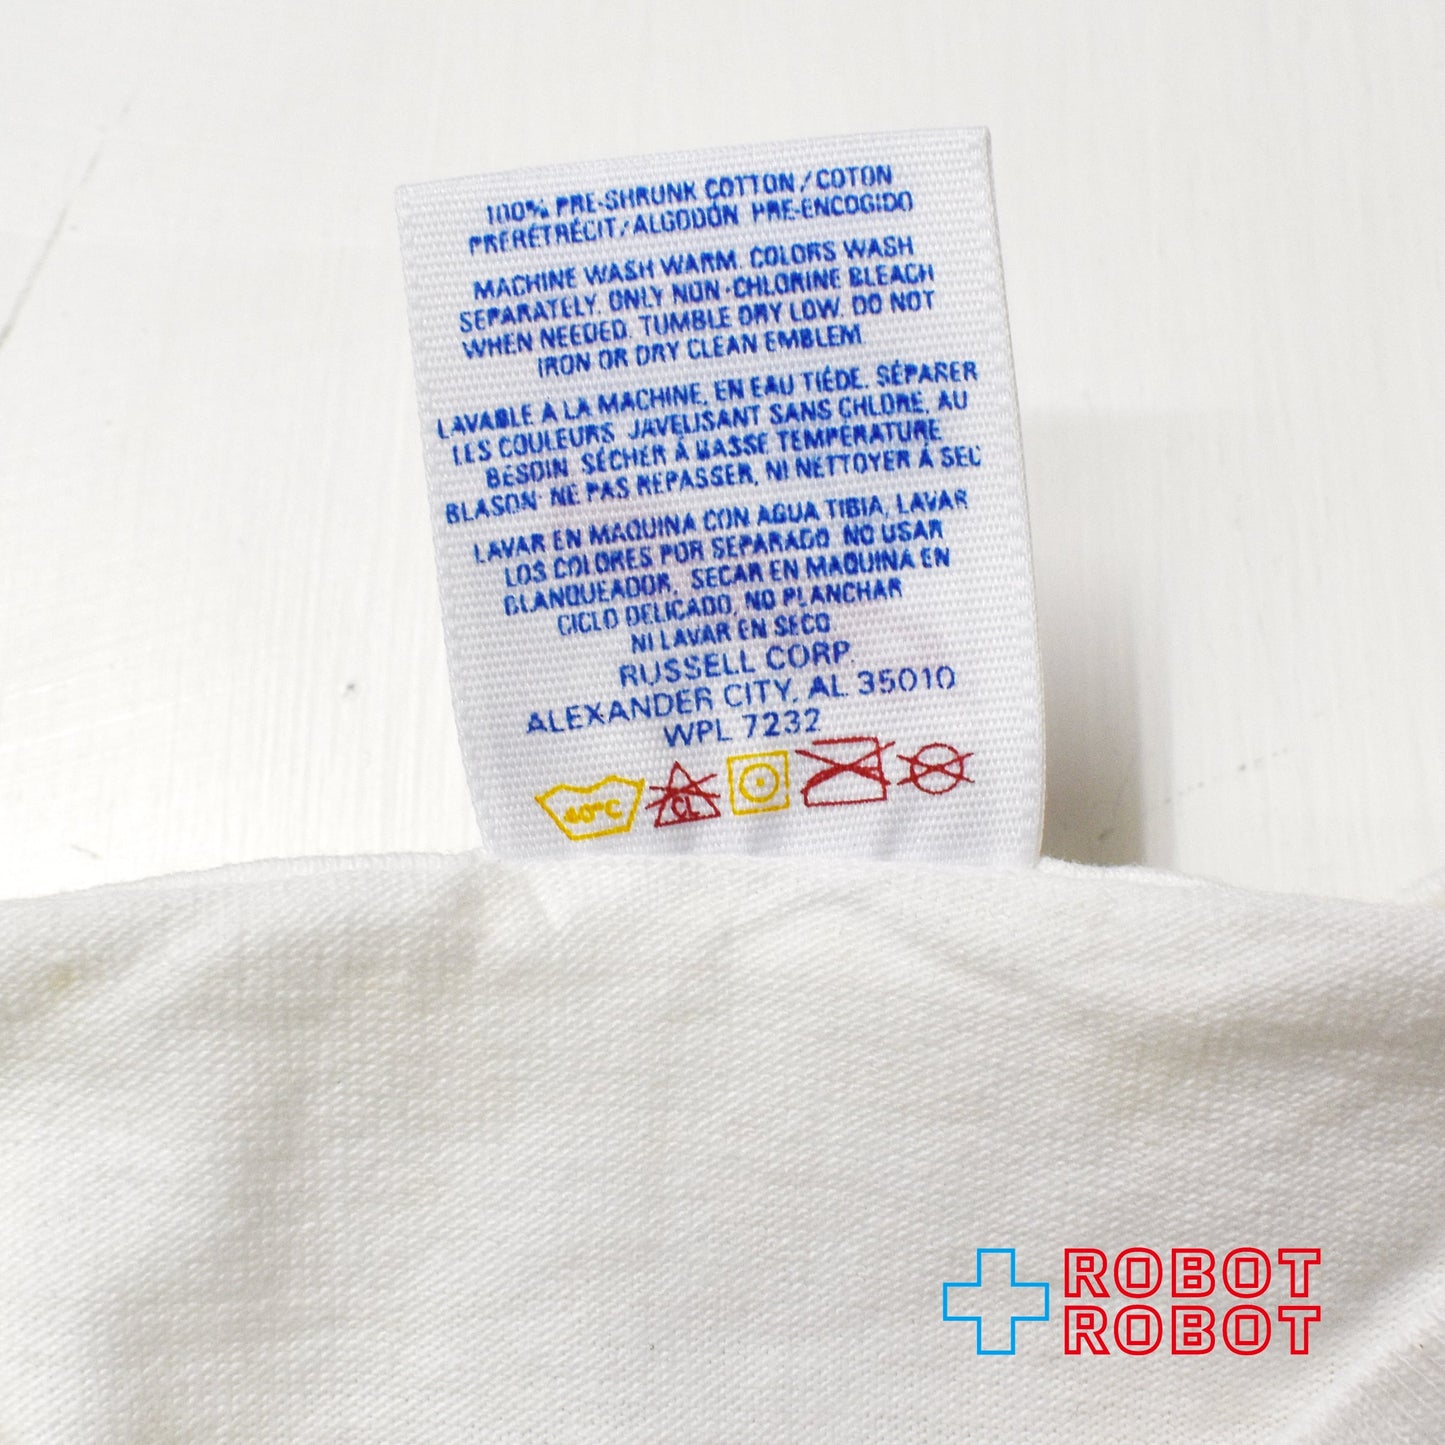 100% PRE-SHRUNK COTTON/COTON
PRÉRÉTRÉCIT/ALGODÓN PRE-ENCOGIDO
MACHINE WASH WARM. COLORS WASH
SEPARATELY. ONLY NON-CHLORINE BLEACH
WHEN NEEDED. TUMBLE DRY LOW. DO NOT
IRON OR DRY CLEAN EMBLEM
LAVABLE À LA MACHINE, EN EAU TIÉDE. SÉPARER
LES COULEURS JAVELISANT SANS CHLORE, AU
BESOIN. SÉCHER À BASSE TEMPÉRATURE
BLASON NE PAS REPASSER, NI NETTOYER À SEC
LAVAR EN MAQUINA CON AGUA TIBIA, LAVAR
LOS COLORES POR SEPARADO NO USAR
BLANQUEADOR, SECAR EN MAQUINA EN
CICLO DELICADO, NO PLANCHAR
NI LAVAR EN SECO
RUSSELL CORP.
ALEXANDER CITY, AL 35010
WPL 7232
40°C CL
ROBOT
ROBOT